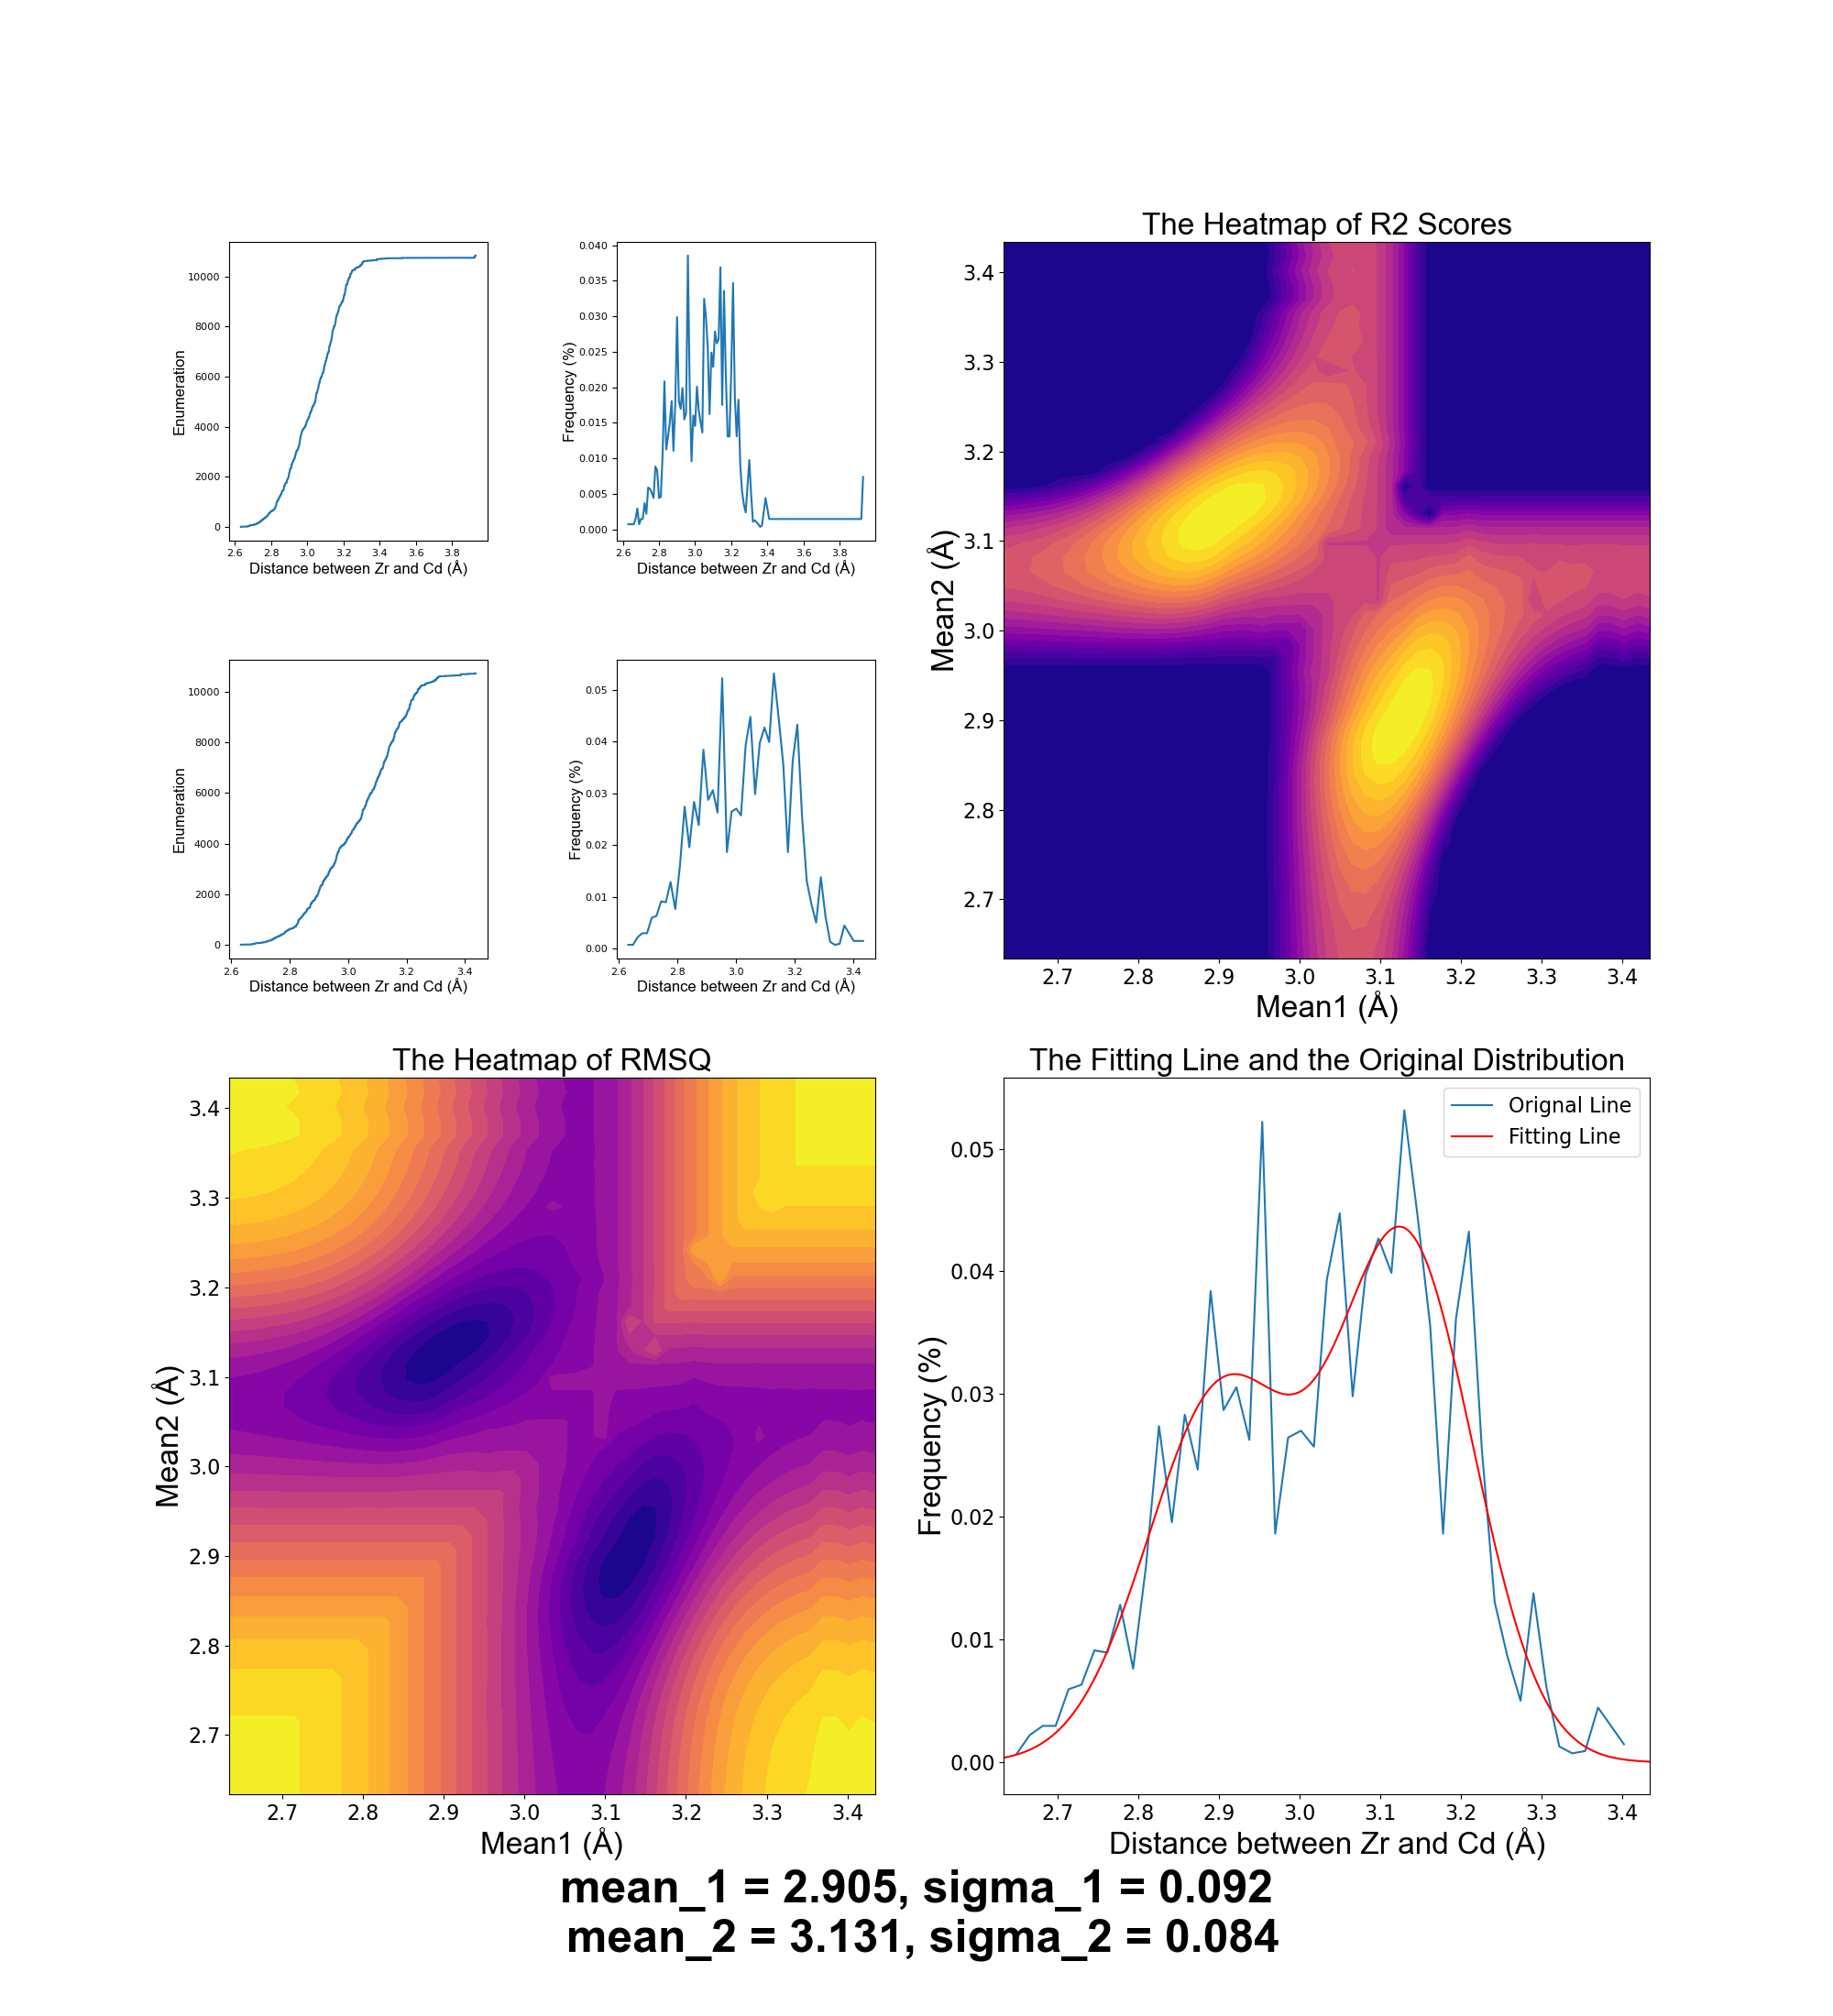 Enumeration
10000
8000
6000
4000
2000
0
2.6 2.8 3.0 3.2 3.4 3.6 3.8
Distance between Zr and Cd (Å)
Frequency (%)
0.040
0.035
0.030
0.025
0.020
0.015
0.010
0.005
0.000
2.6 2.8 3.0 3.2 3.4 3.6 3.8
Distance between Zr and Cd (Å)
The Heatmap of R2 Scores
Mean2 (Å)
3.4
3.3
3.2
3.1
3.0
2.9
2.8
2.7
2.7 2.8 2.9 3.0 3.1 3.2 3.3 3.4
Mean1 (Å)
Enumeration
10000
8000
6000
4000
2000
0
2.6 2.8 3.0 3.2 3.4
Distance between Zr and Cd (Å)
Frequency (%)
0.05
0.04
0.03
0.02
0.01
0.00
2.6 2.8 3.0 3.2 3.4
Distance between Zr and Cd (Å)
The Heatmap of RMSQ
Mean2 (Å)
3.4
3.3
3.2
3.1
3.0
2.9
2.8
2.7
2.7 2.8 2.9 3.0 3.1 3.2 3.3 3.4
Mean1 (Å)
The Fitting Line and the Original Distribution
Orignal Line
Fitting Line
Frequency (%)
0.05
0.04
0.03
0.02
0.01
0.00
2.7 2.8 2.9 3.0 3.1 3.2 3.3 3.4
Distance between Zr and Cd (Å)
mean_1 = 2.905, sigma_1 = 0.092
mean_2 = 3.131, sigma_2 = 0.084